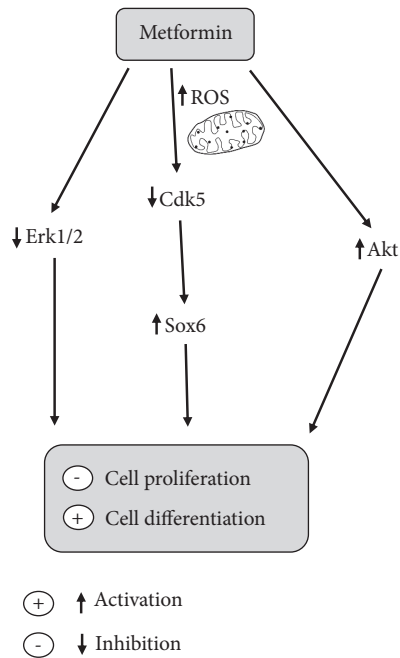 Metformin
ROS
Cdk5
Erk1/2
Akt
Sox6
- Cell proliferation
+ Cell differentiation
+ Activation
- Inhibition